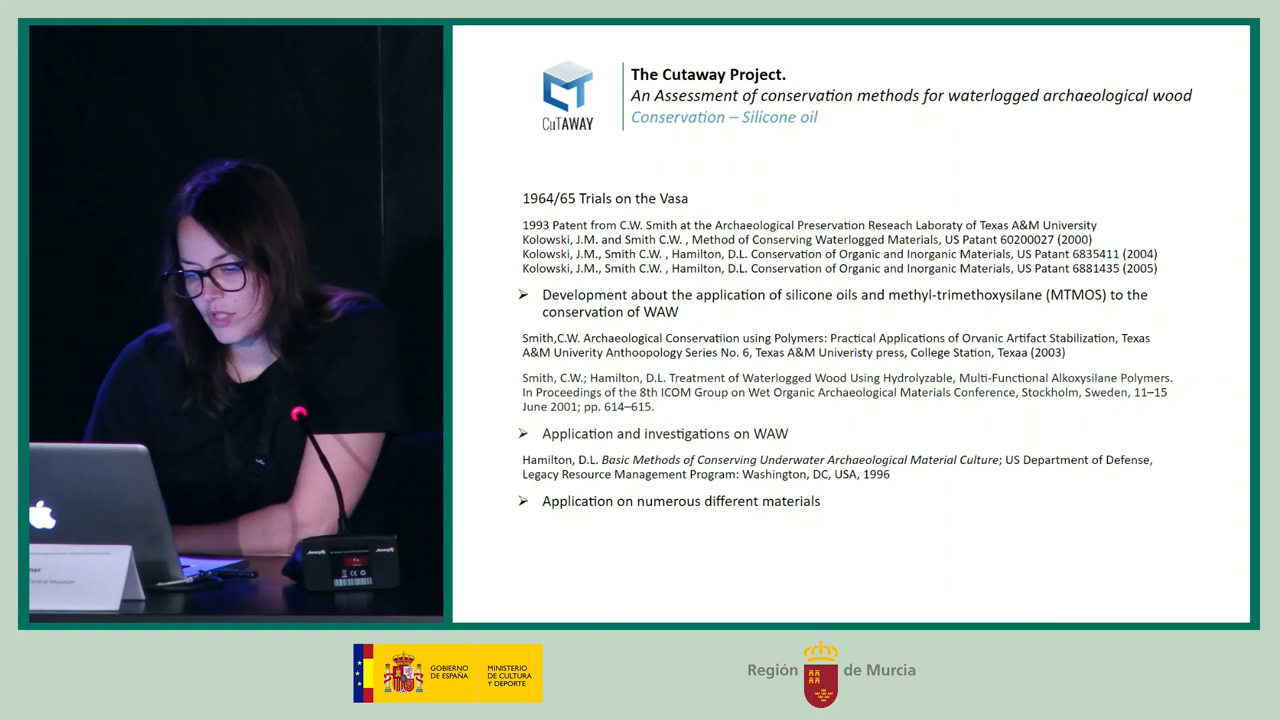 CuTAWAY
The Cutaway Project.
An Assessment of conservation methods for waterlogged archaeological wood
Conservation – Silicone oil
1964/65 Trials on the Vasa
1993 Patent from C.W. Smith at the Archaeological Preservation Reseach Laboraty of Texas A&M University
Kolowski, J.M. and Smith C.W. , Method of Conserving Waterlogged Materials, US Patant 60200027 (2000)
Kolowski, J.M., Smith C.W. , Hamilton, D.L. Conservation of Organic and Inorganic Materials, US Patant 6835411 (2004)
Kolowski, J.M., Smith C.W. , Hamilton, D.L. Conservation of Organic and Inorganic Materials, US Patant 6881435 (2005)
➢ Development about the application of silicone oils and methyl-trimethoxysilane (MTMOS) to the
conservation of WAW
Smith,C.W. Archaeological Conservatiion using Polymers: Practical Applications of Orvanic Artifact Stabilization, Texas
A&M Univerity Anthoopology Series No. 6, Texas A&M Univeristy press, College Station, Texaa (2003)
Smith, C.W.; Hamilton, D.L. Treatment of Waterlogged Wood Using Hydrolyzable, Multi-Functional Alkoxysilane Polymers.
In Proceedings of the 8th ICOM Group on Wet Organic Archaeological Materials Conference, Stockholm, Sweden, 11–15
June 2001; pp. 614–615.
➢ Application and investigations on WAW
Hamilton, D.L. Basic Methods of Conserving Underwater Archaeological Material Culture; US Department of Defense,
Legacy Resource Management Program: Washington, DC, USA, 1996
➢ Application on numerous different materials
ner
Central Museum
GOBIERNO
DE ESPAÑA
MINISTERIO
DE CULTURA
Y DEPORTE
Región de Murcia